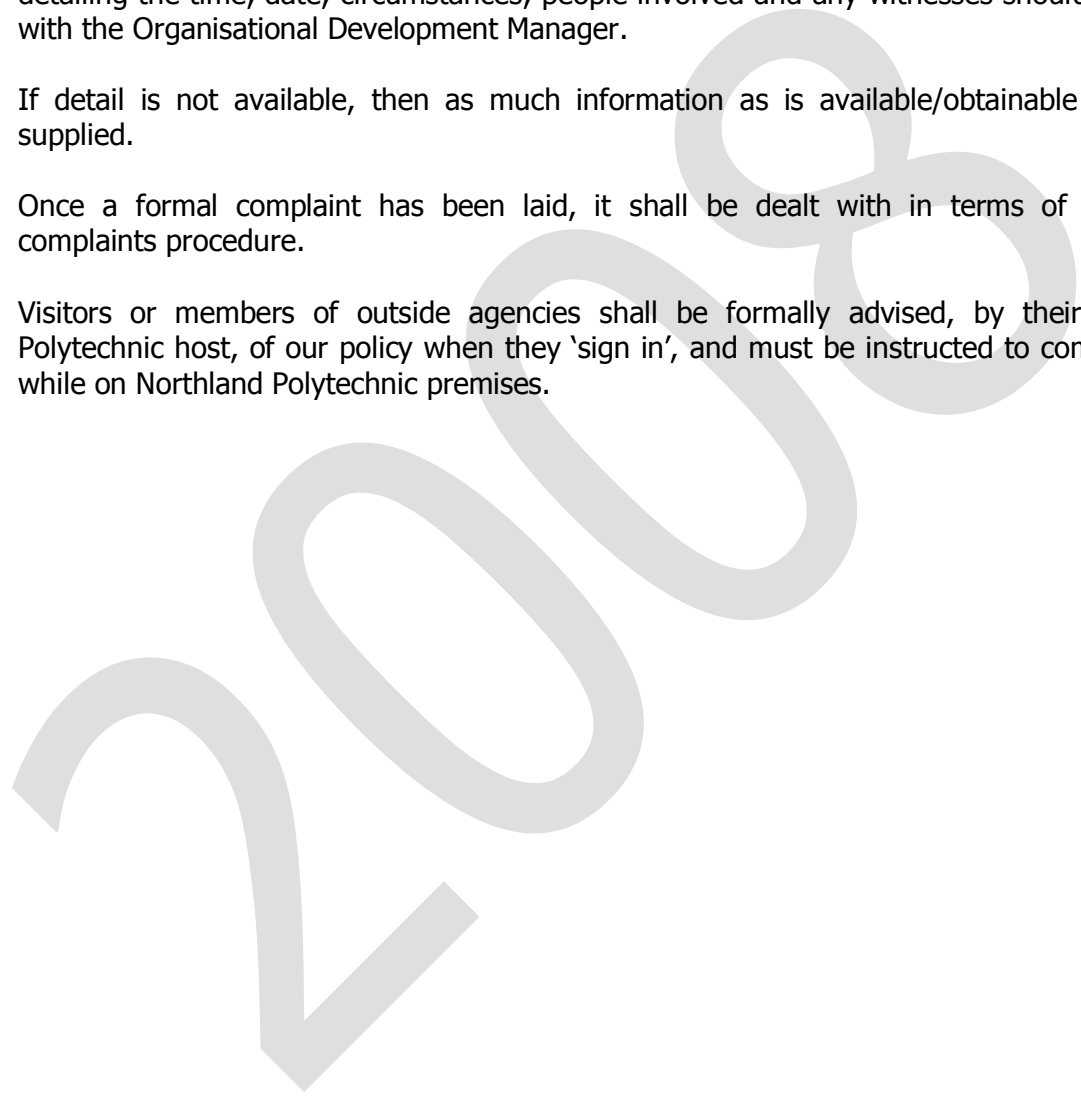 detailing the time, date, circumstances, people involved and any witnesses should
with the Organisational Development Manager.
If detail is not available, then as much information as is available/obtainable
supplied.
Once a formal complaint has been laid, it shall be dealt with in terms of
complaints procedure.
Visitors or members of outside agencies shall be formally advised, by their
Polytechnic host, of our policy when they ‘sign in’, and must be instructed to
while on Northland Polytechnic premises.
2008